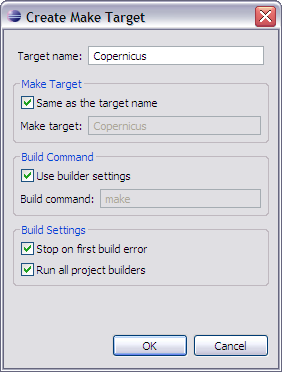 Create Make Target
Target name: Copernicus
Make Target
Same as the target name
Make target: Copernicus
Build Command
Use builder settings
Build command: make
Build Settings
Stop on first build error
Run all project builders
OK Cancel